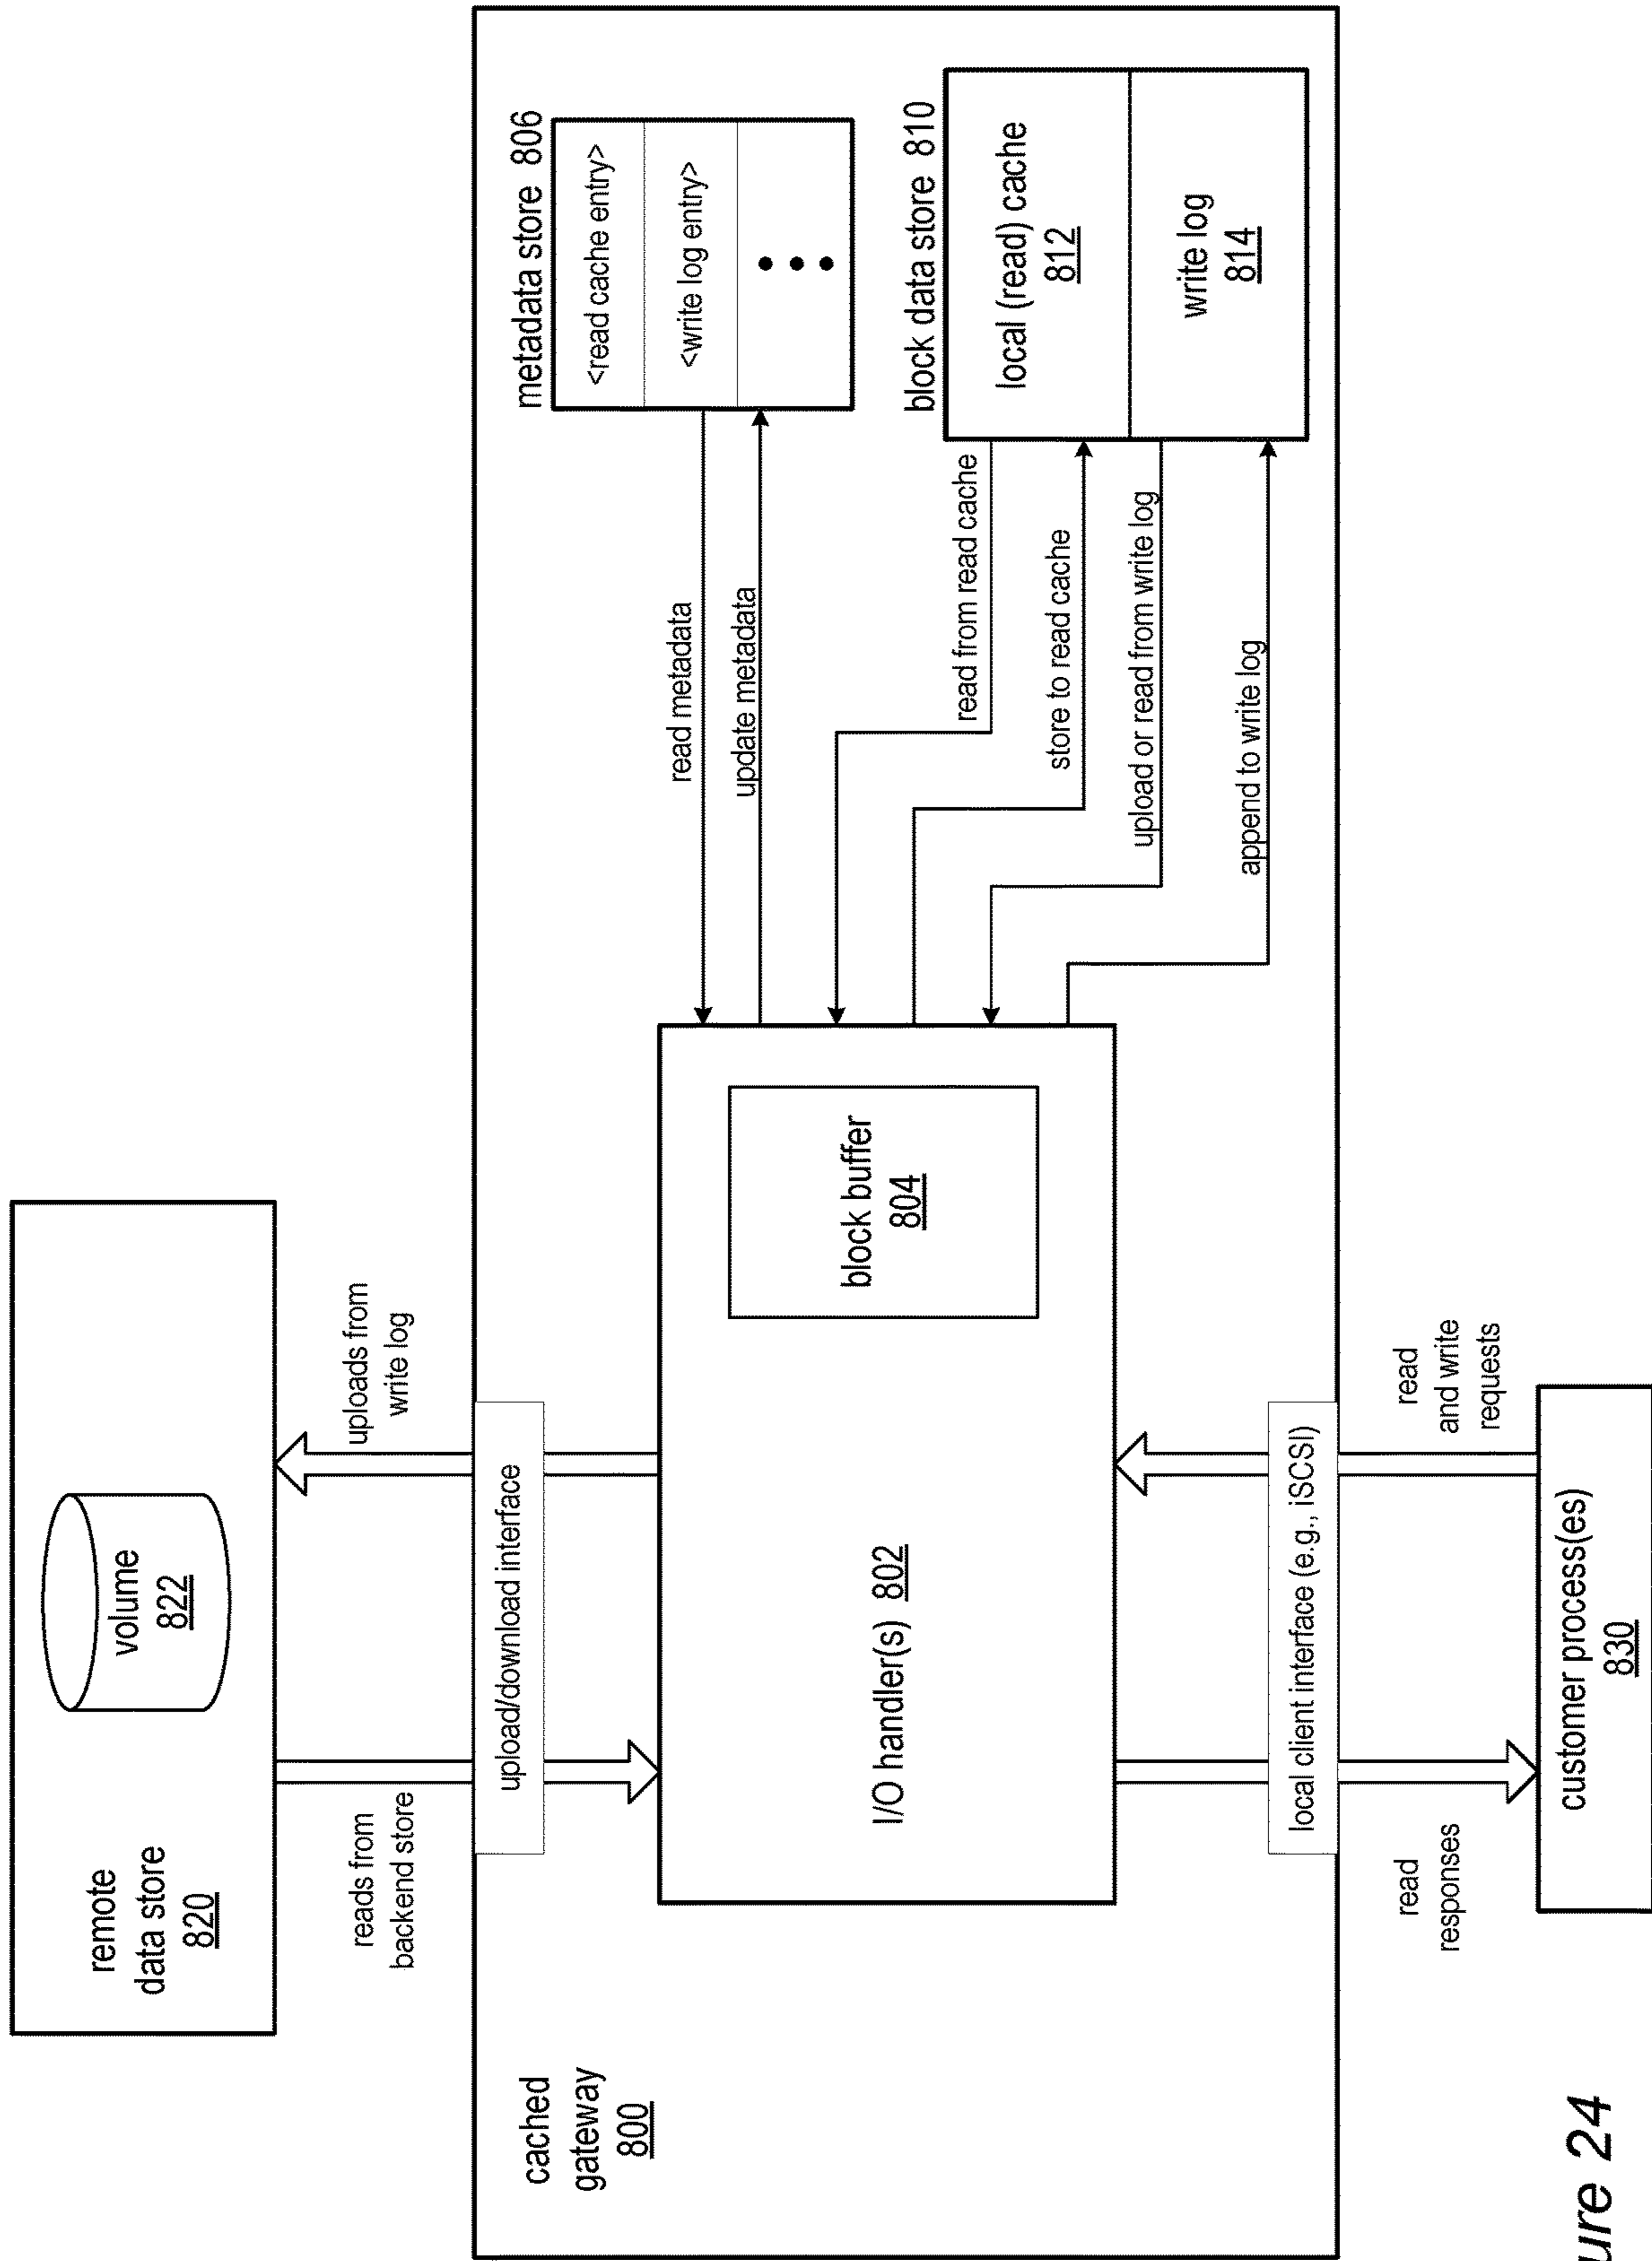 remote
data store
820
volume
822
reads from
backend store
uploads from
write log
cached
gateway
800
upload/download interface
I/O handler(s) 802
block buffer
804
read metadata
update metadata
metadata store 806
<read cache entry>
<write log entry>
read from read cache
store to read cache
upload or read from write log
append to write log
block data store 810
local (read) cache
812
write log
814
local client interface (e.g., iSCSI)
read
responses
read
and write
requests
customer process(es)
830
ure 24